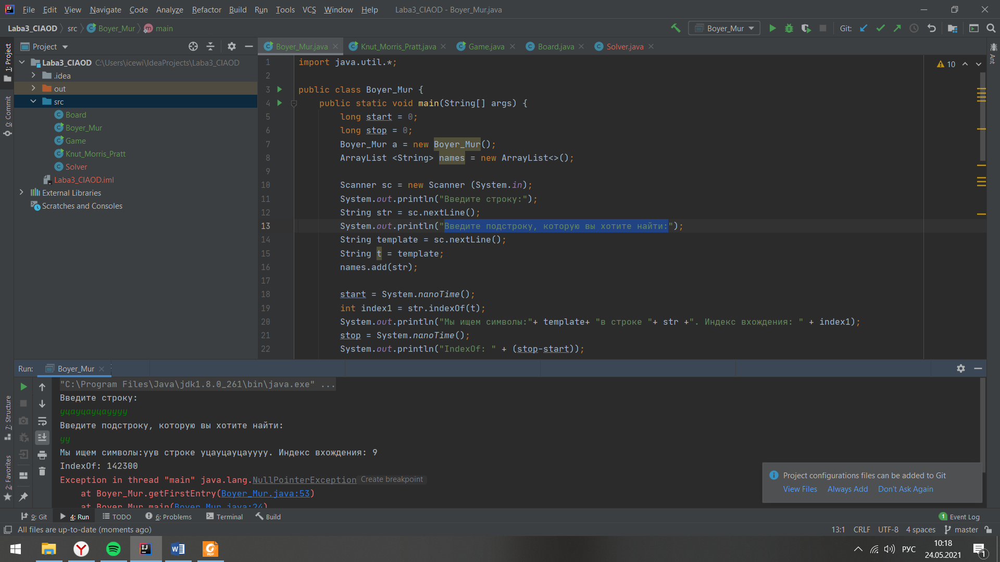 File Edit View Navigate Code Analyze Refactor Build Run Tools VCS Window Help Laba3_CIAOD - Boyer_Mur.java
Laba3_CIAOD src Boyer_Mur main Boyer_Mur Git:
1: Project
0: Commit
7: Structure
2: Favorites
Ant
Project
Laba3_CIAOD C:\Users\icewi\IdeaProjects\Laba3_CIAOD
.idea
out
src
Board
Boyer_Mur
Game
Knut_Morris_Pratt
Solver
Laba3_CIAOD.iml
External Libraries
Scratches and Consoles
Boyer_Mur.java Knut_Morris_Pratt.java Game.java Board.java Solver.java
10
1 import java.util.*;
2
3 public class Boyer_Mur {
4 public static void main(String[] args) {
5 long start = 0;
6 long stop = 0;
7 Boyer_Mur a = new Boyer_Mur();
8 ArrayList <String> names = new ArrayList<>();
9
10 Scanner sc = new Scanner (System.in);
11 System.out.println("Введите строку:");
12 String str = sc.nextLine();
13 System.out.println("Введите подстроку, которую вы хотите найти:");
14 String template = sc.nextLine();
15 String t = template;
16 names.add(str);
17
18 start = System.nanoTime();
19 int index1 = str.indexOf(t);
20 System.out.println("Мы ищем символы:"+ template+ "в строке "+ str +". Индекс вхождения: " + index1);
21 stop = System.nanoTime();
22 System.out.println("IndexOf: " + (stop-start));
Run: Boyer_Mur
"C:\Program Files\Java\jdk1.8.0_261\bin\java.exe" ...
Введите строку:
уцауцауцауууу
Введите подстроку, которую вы хотите найти:
уу
Мы ищем символы:уув строке уцауцауцауууу. Индекс вхождения: 9
IndexOf: 142300
Exception in thread "main" java.lang.NullPointerException Create breakpoint
at Boyer_Mur.getFirstEntry(Boyer_Mur.java:53)
at Boyer_Mur.main(Boyer_Mur.java:24)
Project configurations files can be added to Git
View Files Always Add Don't Ask Again
9: Git 4: Run TODO 6: Problems Terminal Build 1 Event Log
All files are up-to-date (moments ago) 13:1 CRLF UTF-8 4 spaces master
РУС 10:18
24.05.2021
1